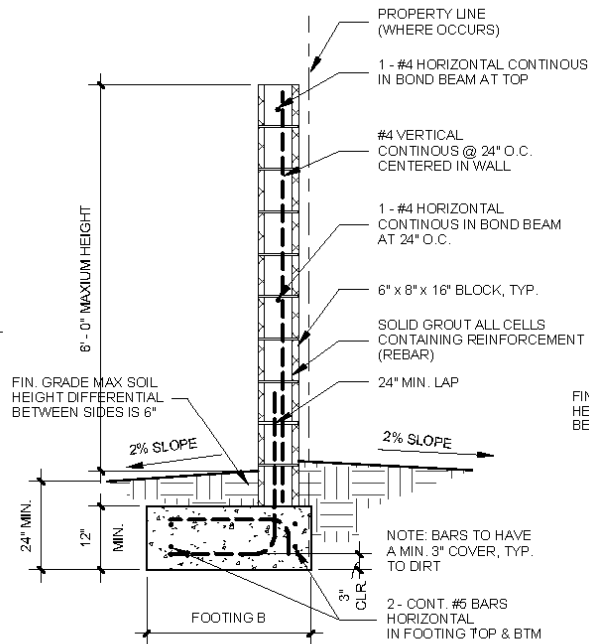 PROPERTY LINE
(WHERE OCCURS)
1 - #4 HORIZONTAL CONTINOUS
IN BOND BEAM AT TOP
#4 VERTICAL
CONTINOUS @ 24" O.C.
CENTERED IN WALL
1 - #4 HORIZONTAL
CONTINOUS IN BOND BEAM
AT 24" O.C.
6" x 8" x 16" BLOCK, TYP.
SOLID GROUT ALL CELLS
CONTAINING REINFORCEMENT
(REBAR)
24" MIN. LAP
6' - 0" MAXIUM HEIGHT
FIN. GRADE MAX SOIL
HEIGHT DIFFERENTIAL
BETWEEN SIDES IS 6"
FIN
HE
BE
2% SLOPE
2% SLOPE
24" MIN.
12"
MIN.
NOTE: BARS TO HAVE
A MIN. 3" COVER, TYP.
TO DIRT
3"
CLR
2 - CONT. #5 BARS
HORIZONTAL
IN FOOTING TOP & BTM
FOOTING B